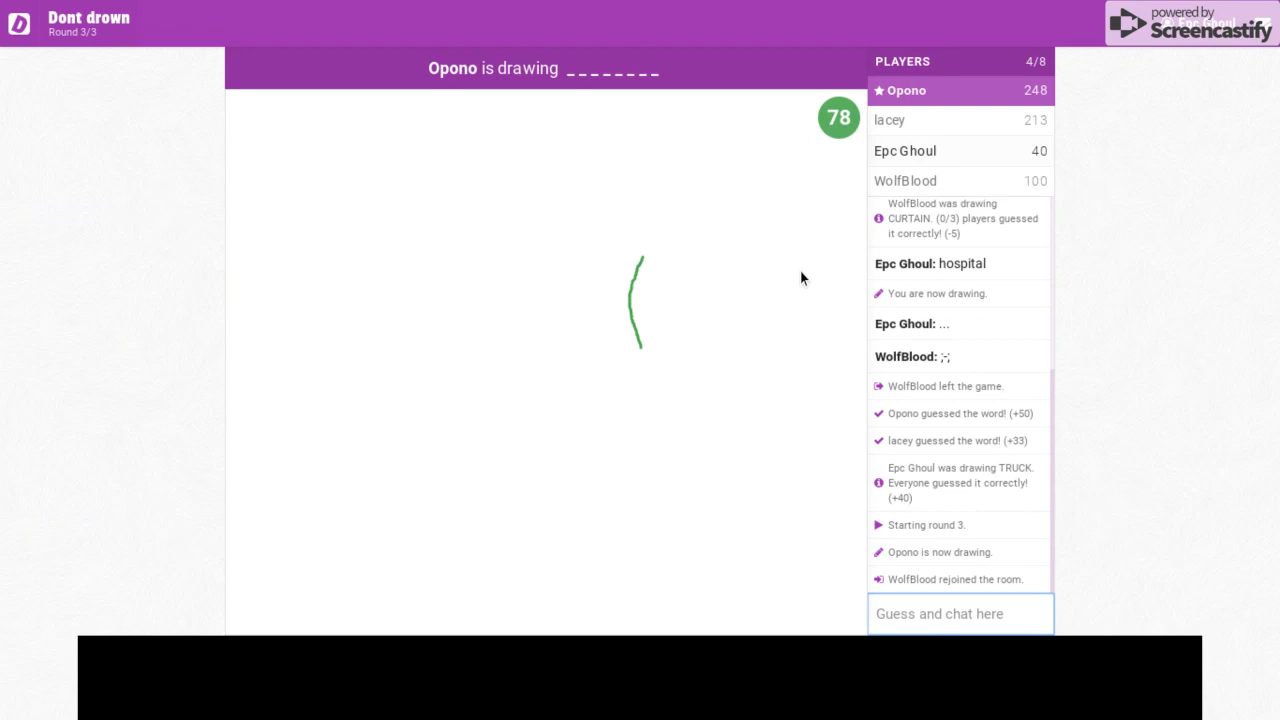 Dont drown
Round 3/3
powered by
Screencastify
Opono is drawing _ _ _ _ _ _ _ _
78
PLAYERS 4/8
Opono 248
lacey 213
Epc Ghoul 40
WolfBlood 100
WolfBlood was drawing
CURTAIN. (0/3) players guessed
it correctly! (-5)
Epc Ghoul: hospital
You are now drawing.
Epc Ghoul: ...
WolfBlood: ;-;
WolfBlood left the game.
Opono guessed the word! (+50)
lacey guessed the word! (+33)
Epc Ghoul was drawing TRUCK.
Everyone guessed it correctly!
(+40)
Starting round 3.
Opono is now drawing.
WolfBlood rejoined the room.
Guess and chat here